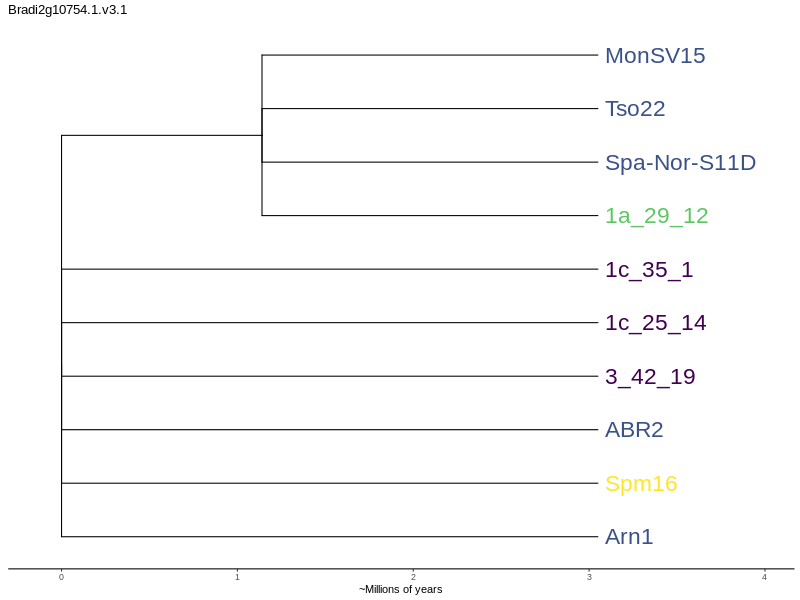 Bradi2g10754.1.v3.1
MonSV15
Tso22
Spa-Nor-S11D
1a_29_12
1c_35_1
1c_25_14
3_42_19
ABR2
Spm16
Arn1
0 1 2 3 4
~Millions of years